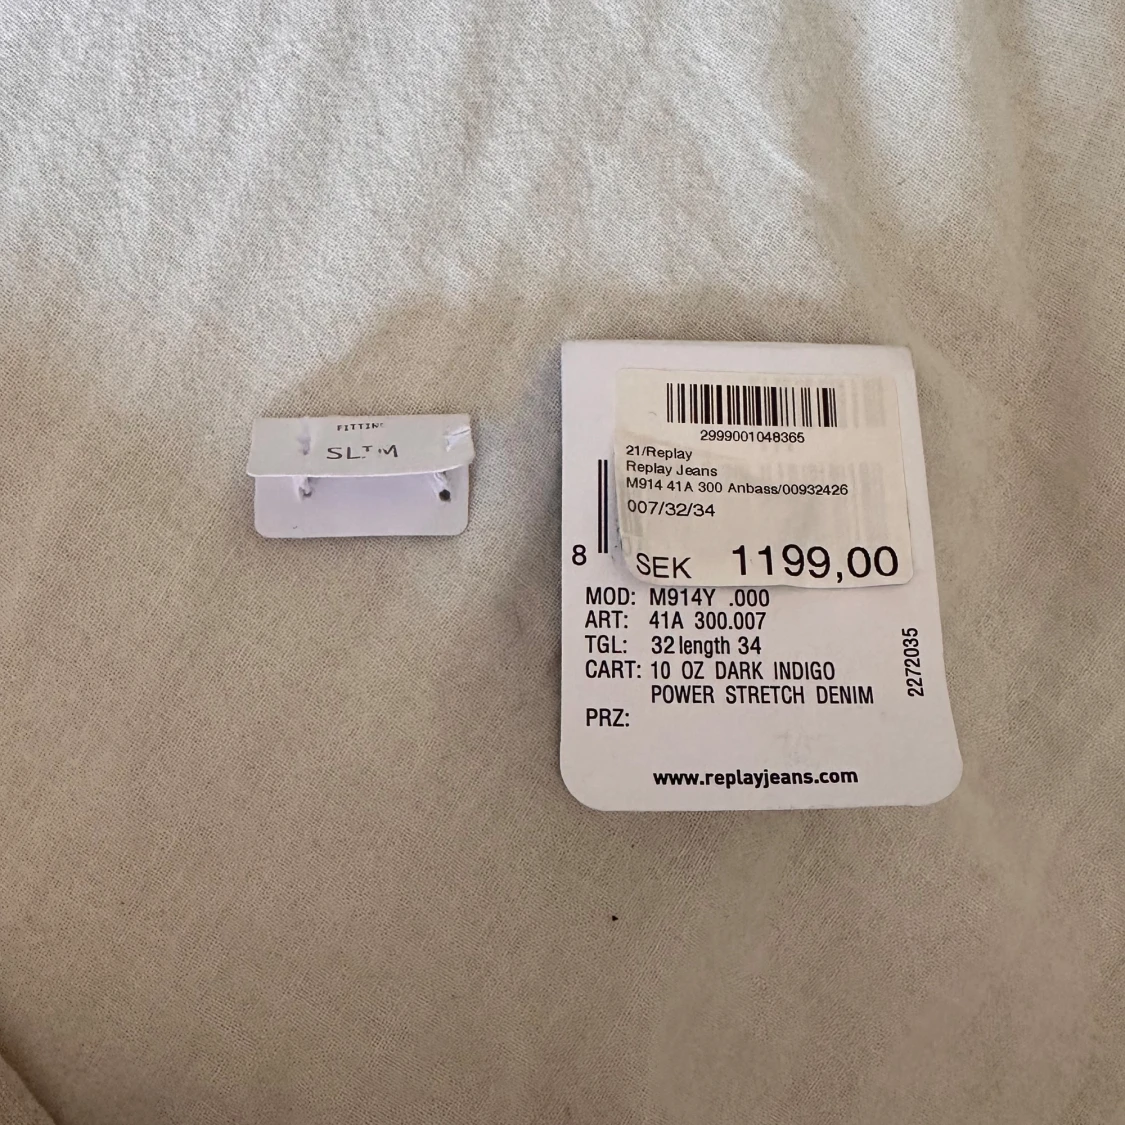 FITTING
SLIM
2999001048365
21/Replay
Replay Jeans
M914 41A 300 Anbass/00932426
007/32/34
SEK 1199,00
8
MOD: M914Y .000
ART: 41A 300.007
TGL: 32 length 34
CART: 10 OZ DARK INDIGO
POWER STRETCH DENIM
PRZ:
2272035
www.replayjeans.com